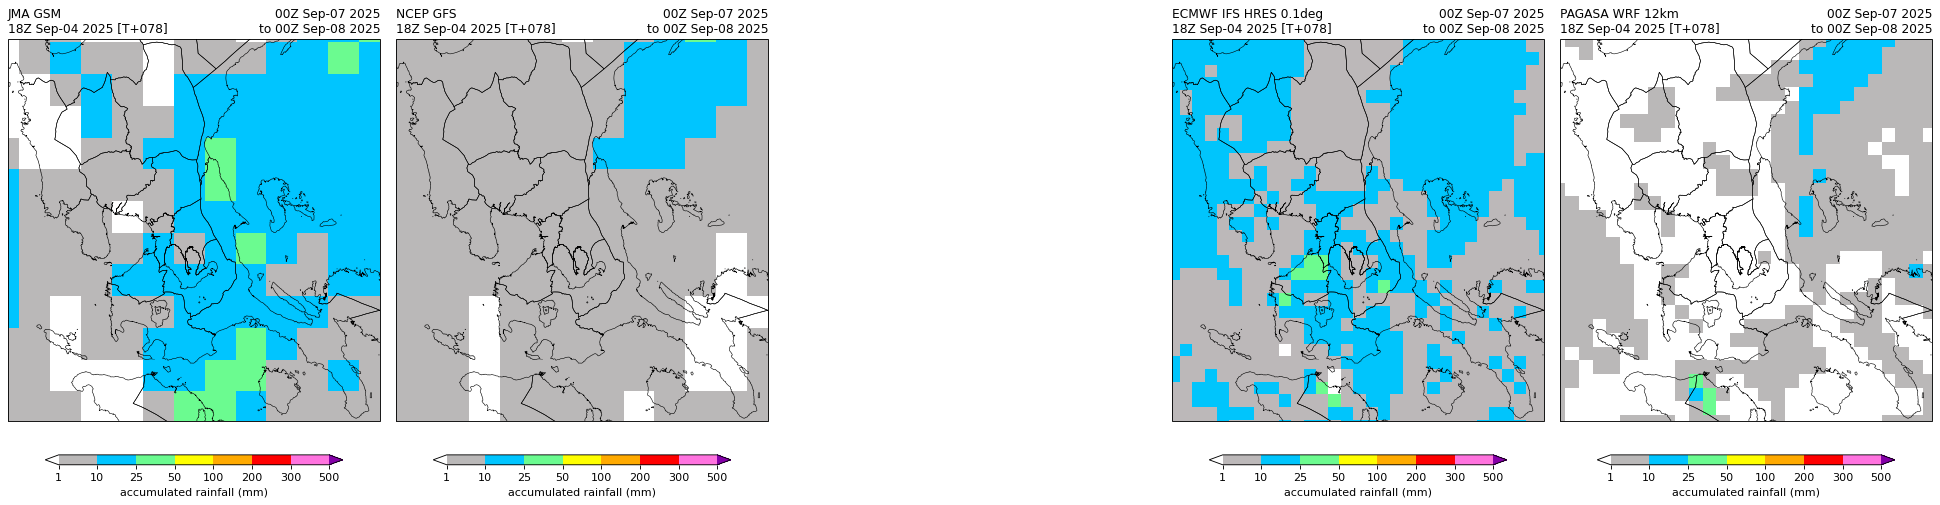 JMA GSM 00Z Sep-07 2025
18Z Sep-04 2025 [T+078] to 00Z Sep-08 2025
1 10 25 50 100 200 300 500
accumulated rainfall (mm)
NCEP GFS 00Z Sep-07 2025
18Z Sep-04 2025 [T+078] to 00Z Sep-08 2025
1 10 25 50 100 200 300 500
accumulated rainfall (mm)
ECMWF IFS HRES 0.1deg 00Z Sep-07 2025
18Z Sep-04 2025 [T+078] to 00Z Sep-08 2025
1 10 25 50 100 200 300 500
accumulated rainfall (mm)
PAGASA WRF 12km 00Z Sep-07 2025
18Z Sep-04 2025 [T+078] to 00Z Sep-08 2025
1 10 25 50 100 200 300 500
accumulated rainfall (mm)